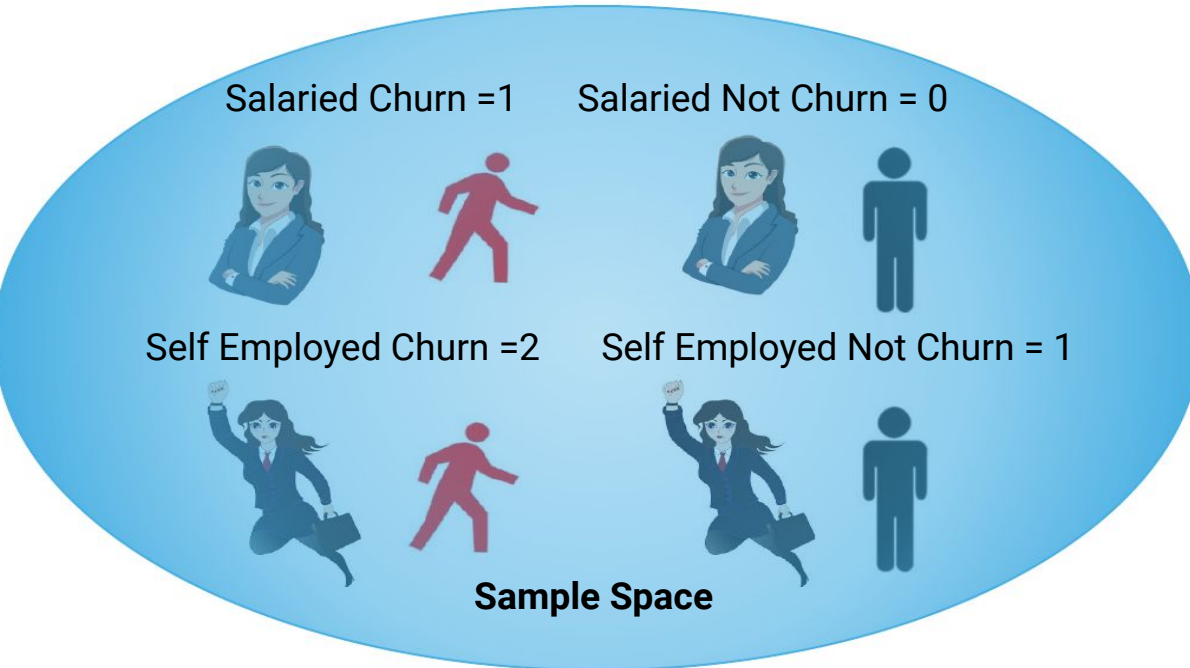 Salaried Churn =1
Salaried Not Churn = 0
Self Employed Churn =2
Self Employed Not Churn = 1
Sample Space